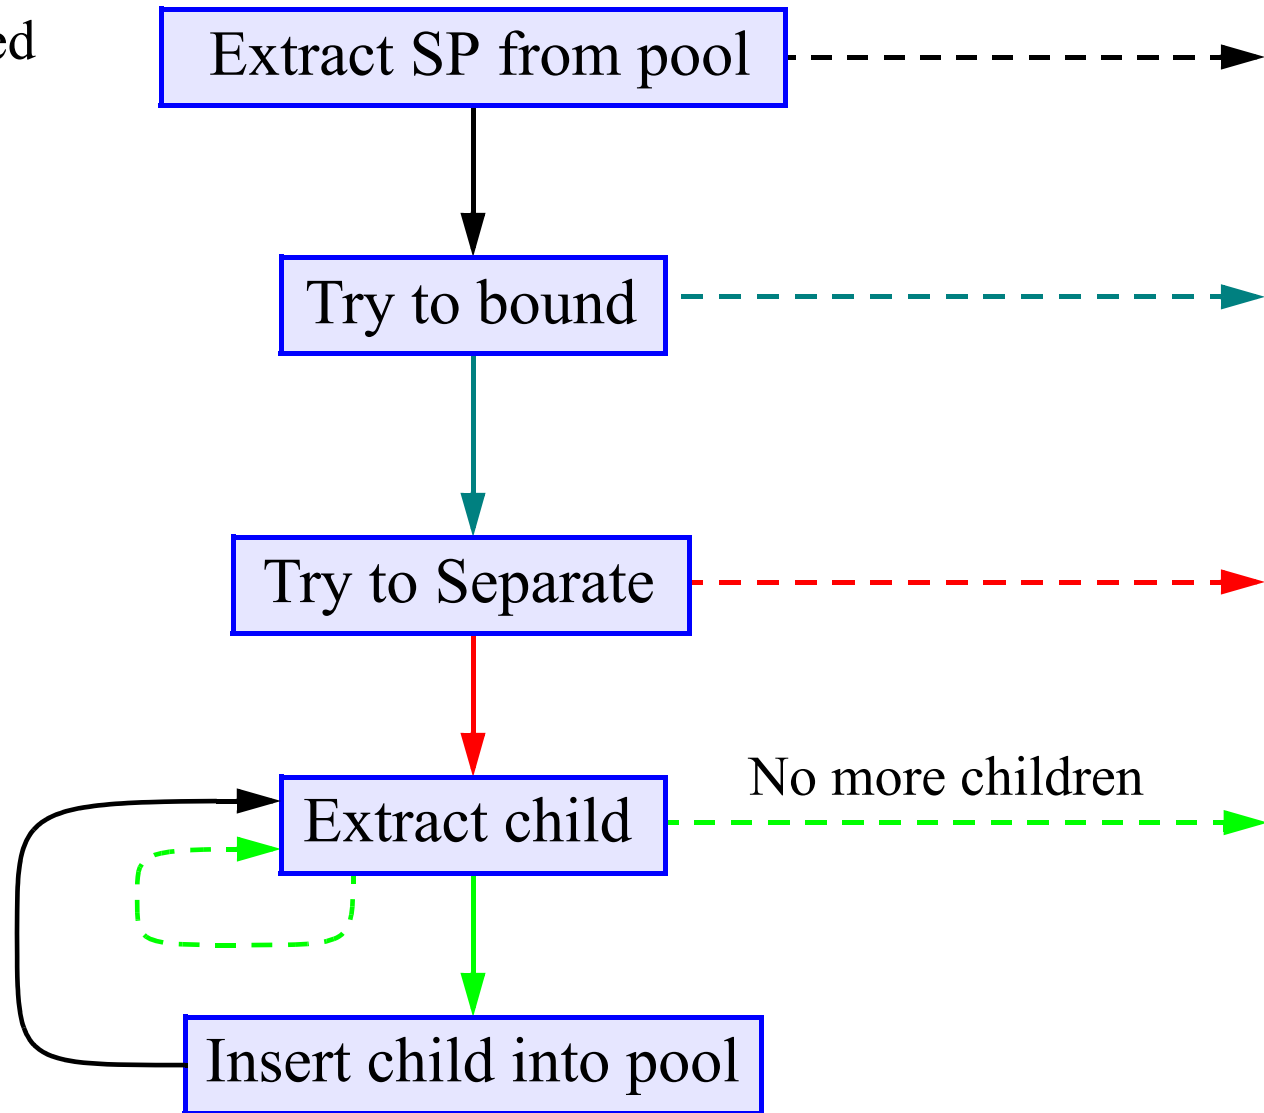 ed
Extract SP from pool
Try to bound
Try to Separate
No more children
Extract child
Insert child into pool